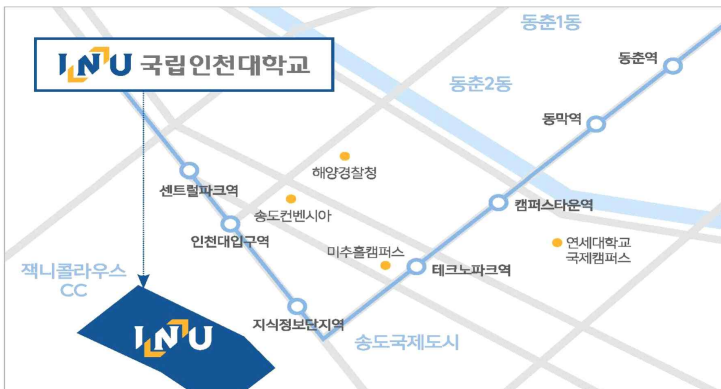 동춘1동
INU 국립인천대학교
동춘역
동춘2동
동막역
해양경찰청
센트럴파크역
송도컨벤시아
캠퍼스타운역
인천대입구역
미추홀캠퍼스
연세대학교
국제캠퍼스
잭니콜라우스
CC
테크노파크역
지식정보단지역
INU
송도국제도시